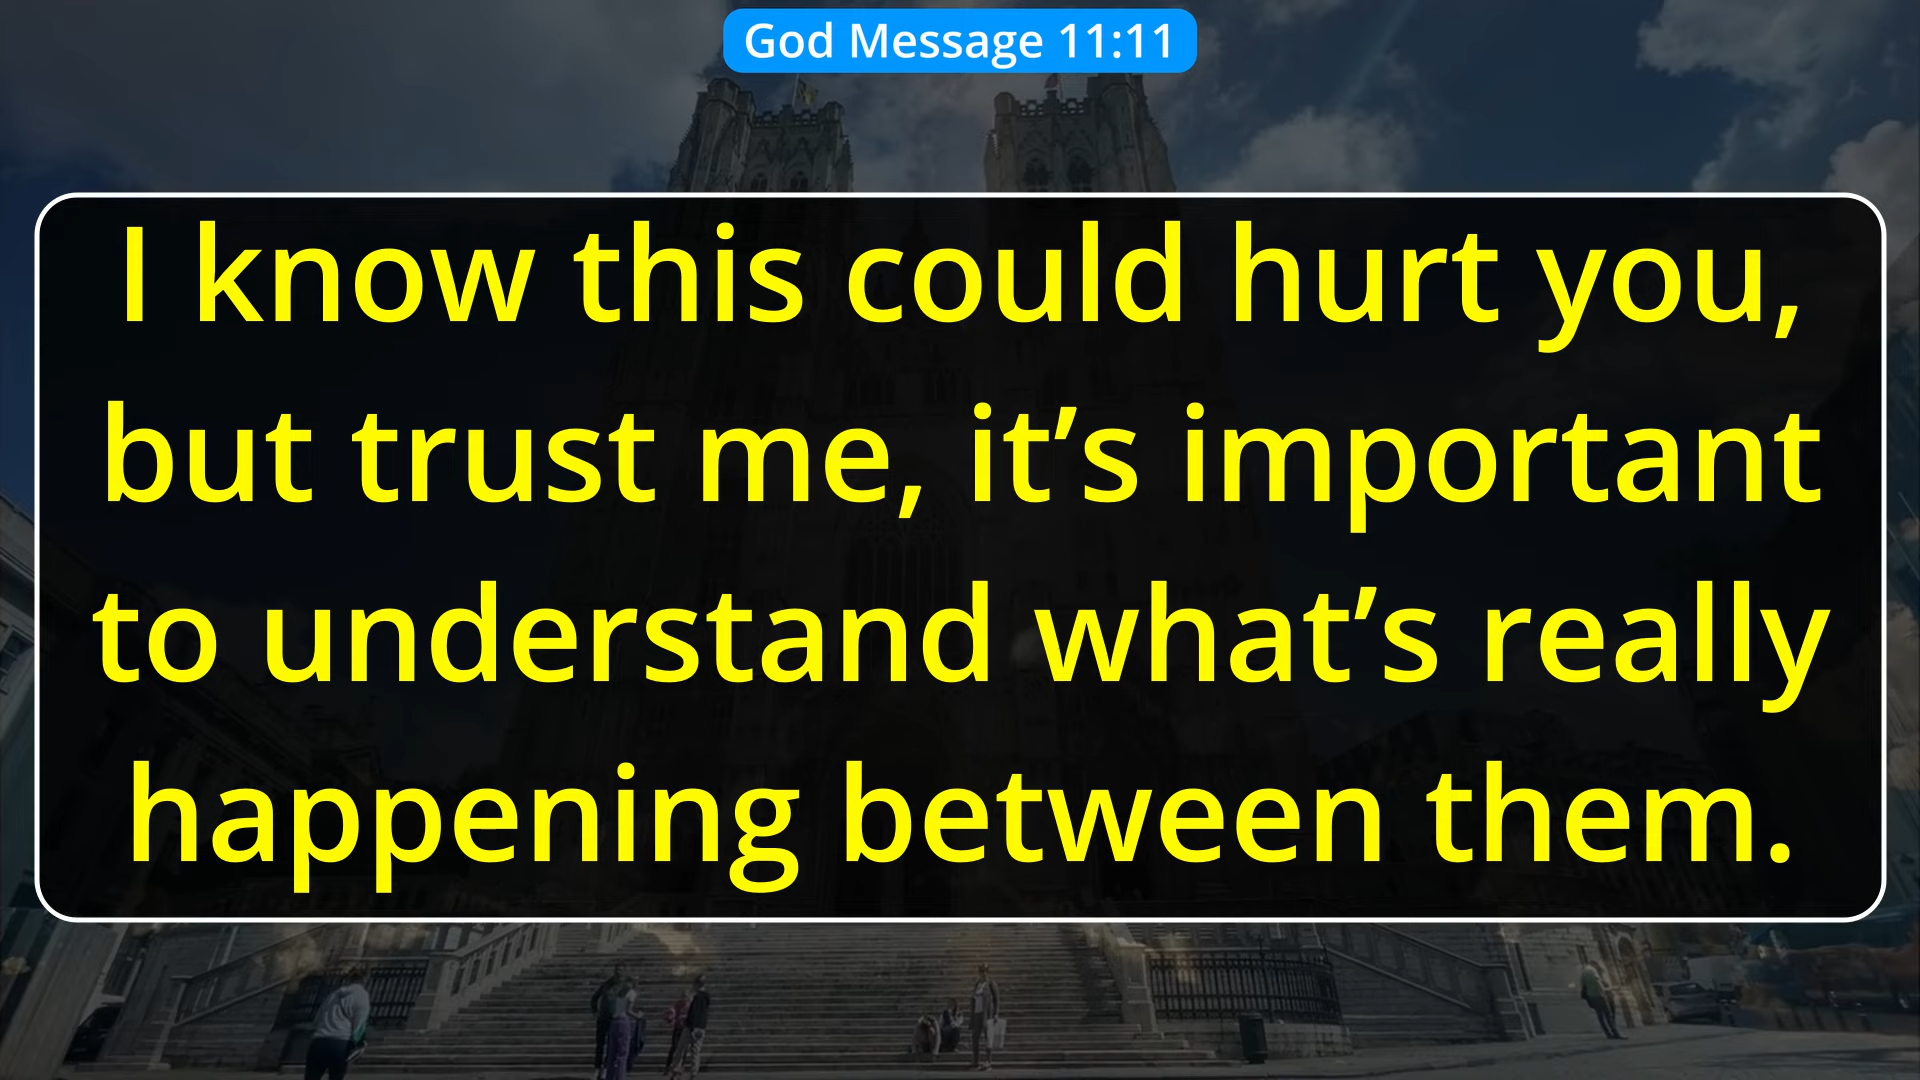 God Message 11:11
I know this could hurt you,
but trust me, it’s important
to understand what’s really
happening between them.